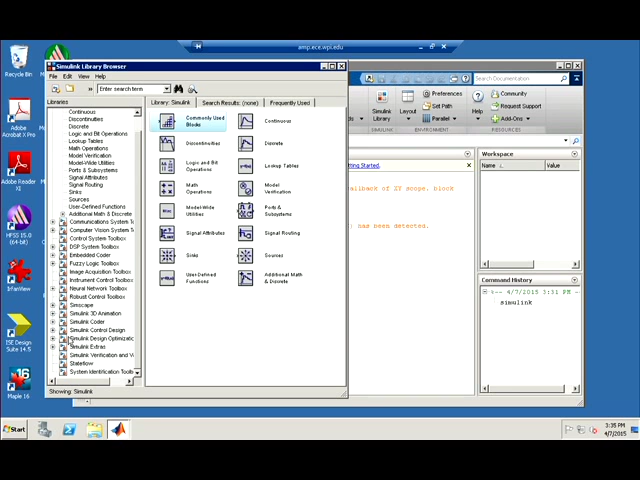 amp.ece.wpi.edu
Recycle Bin
Adobe Acrobat X Pro
Adobe Reader XI
HFSS 15.0 (64-bit)
IrfanView
ISE Design Suite 14.5
Maple 16
Simulink Library Browser
File Edit View Help
Enter search term
Libraries
Library: Simulink
Search Results: (none)
Frequently Used
Continuous
Discontinuities
Discrete
Logic and Bit Operations
Lookup Tables
Math Operations
Model Verification
Model-Wide Utilities
Ports & Subsystems
Signal Attributes
Signal Routing
Sinks
Sources
User-Defined Functions
Additional Math & Discrete
Communications System T
Computer Vision System T
Control System Toolbox
DSP System Toolbox
Embedded Coder
Fuzzy Logic Toolbox
Image Acquisition Toolbox
Instrument Control Toolbox
Neural Network Toolbox
Robust Control Toolbox
Simscape
Simulink 3D Animation
Simulink Coder
Simulink Control Design
Simulink Design Optimizatio
Simulink Extras
Simulink Verification and V
Stateflow
System Identification Toolb
Showing: Simulink
Commonly Used Blocks
Continuous
Discontinuities
Discrete
Logic and Bit Operations
Lookup Tables
Math Operations
Model Verification
Model-Wide Utilities
Ports & Subsystems
Signal Attributes
Signal Routing
Sinks
Sources
User-Defined Functions
Additional Math & Discrete
Search Documentation
Simulink Library
Layout
Preferences
Set Path
Parallel
Help
Community
Request Support
Add-Ons
SIMULINK
ENVIRONMENT
RESOURCES
tting Started.
allback of XY scope. block
) has been detected.
Workspace
Name
Value
Command History
4/7/2015 3:31 PM
simulink
Start
3:35 PM
4/7/2015